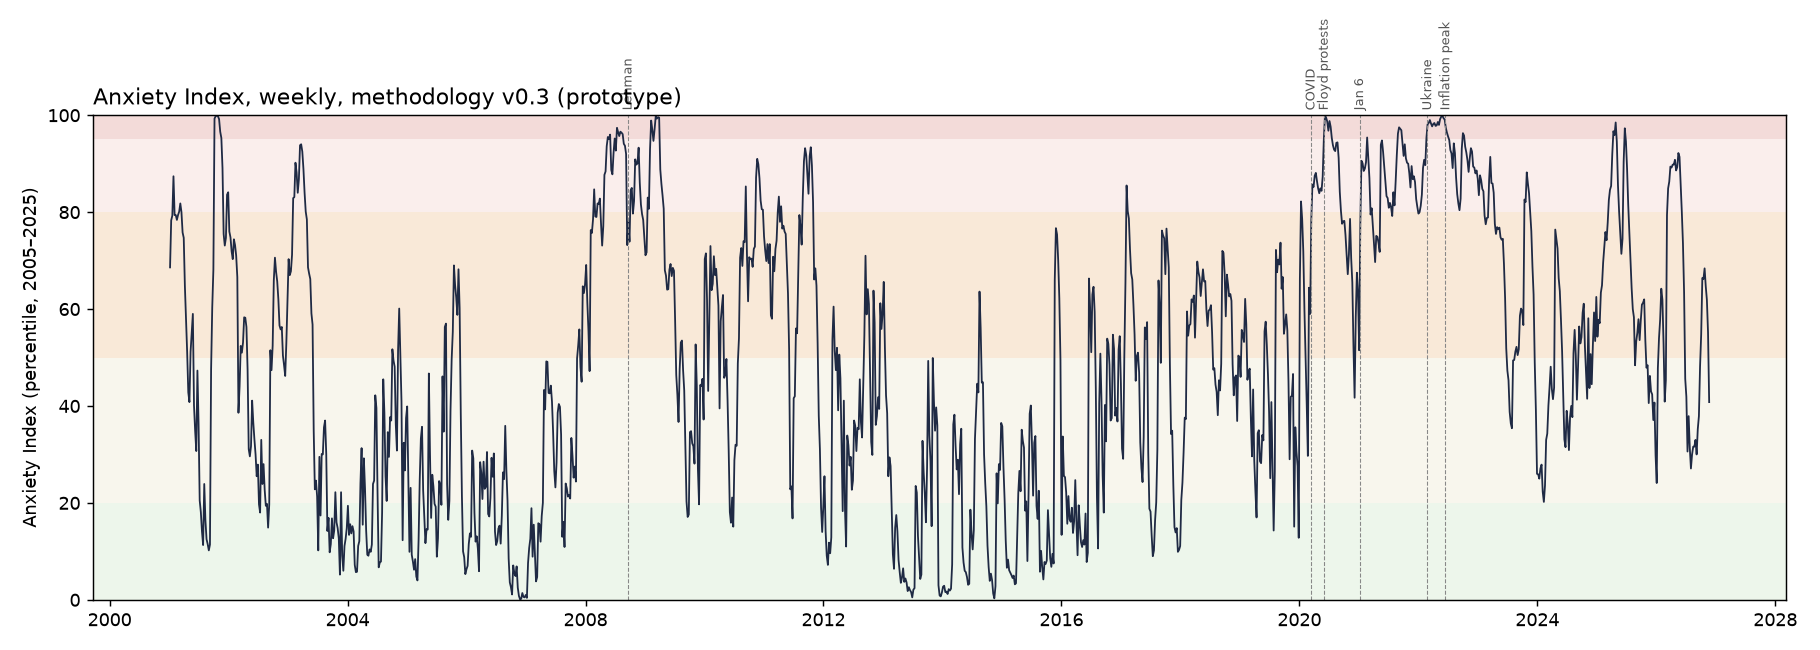 COVID
Floyd protests
Jan 6
Ukraine
Inflation peak
Anxiety Index, weekly, methodology v0.3 (prototype)
Anxiety Index (percentile, 2005–2025)
100
80
60
40
20
0
2000
2004
2008
2012
2016
2020
2024
2028